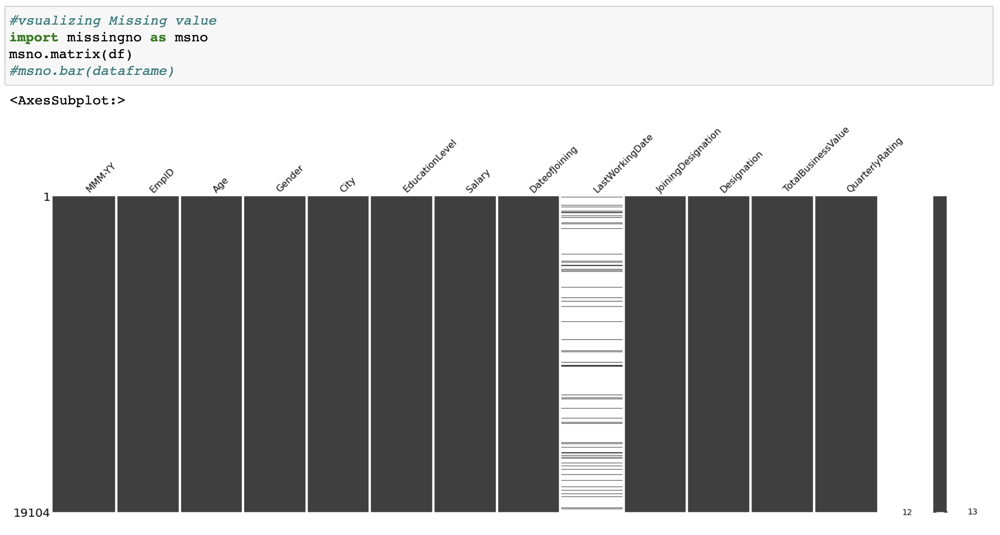 #vsualizing Missing value
import missingno as msno
msno.matrix(df)
#msno.bar(dataframe)
<AxesSubplot:>
MMM-YY
EmpID
Age
Gender
City
EducationLevel
Salary
DateofJoining
LastWorkingDate
JoiningDesignation
Designation
TotalBusinessValue
QuarterlyRating
1
19104
12
13